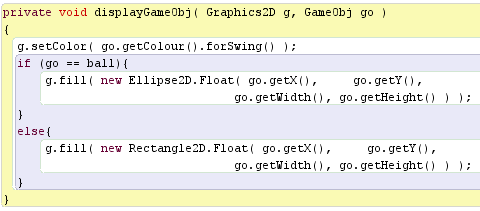 private void displayGameObj( Graphics2D g, GameObj go )
{
g.setColor( go.getColour().forSwing() );
if (go == ball){
g.fill( new Ellipse2D.Float( go.getX(), go.getY(),
go.getWidth(), go.getHeight() ) );
}
else{
g.fill( new Rectangle2D.Float( go.getX(), go.getY(),
go.getWidth(), go.getHeight() ) );
}
}